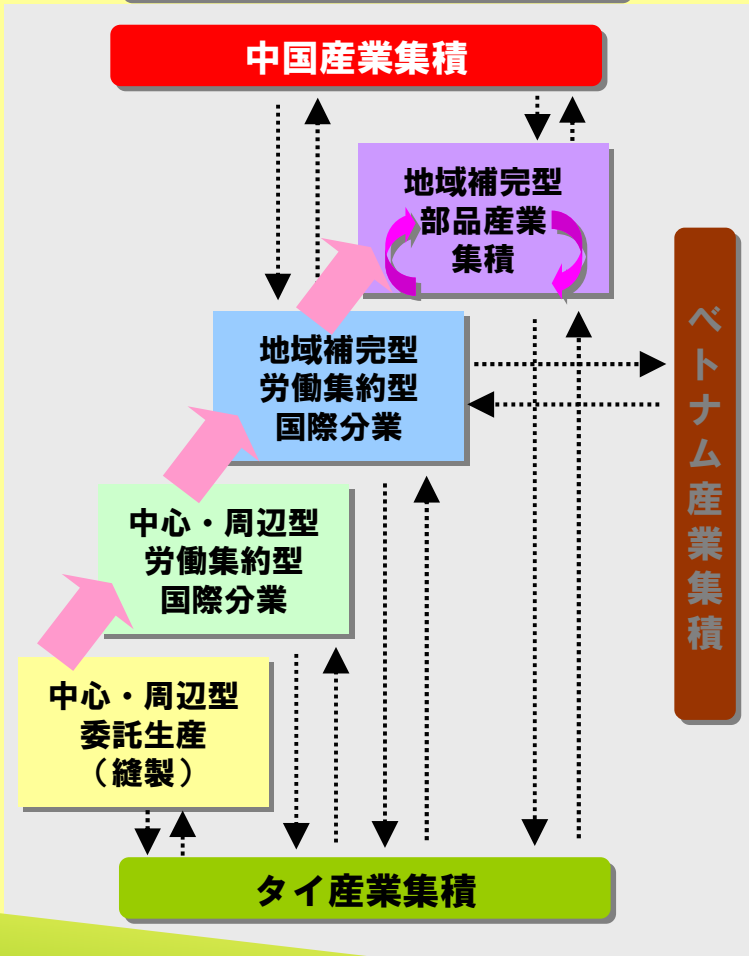 中国産業集積
地域補完型
部品産業
集積
地域補完型
労働集約型
国際分業
ベトナム産業集積
中心・周辺型
労働集約型
国際分業
中心・周辺型
委託生産
（縫製）
タイ産業集積